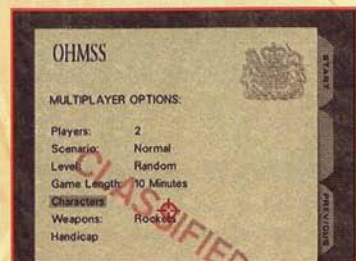 OHMSS
MULTIPLAYER OPTIONS:
Players: 2
Scenario: Normal
Level: Random
Game Length: 10 Minutes
Characters
Weapons: Rockets
Handicap
CLASSIFIED
START
PREVIOUS